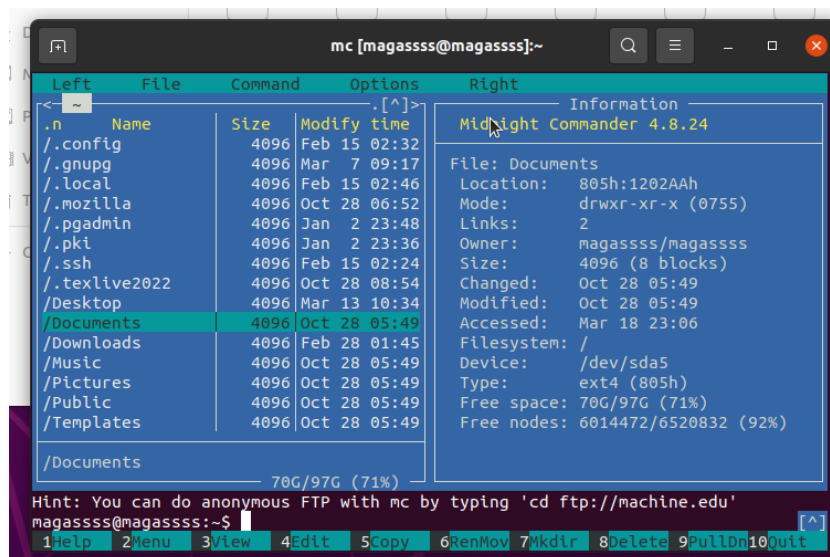 mc [magassss@magassss]:~
Left File Command Options Right
<- ~ .[^]>
.n Name Size Modify time
/.config 4096 Feb 15 02:32
/.gnupg 4096 Mar 7 09:17
/.local 4096 Feb 15 02:46
/.mozilla 4096 Oct 28 06:52
/.pgadmin 4096 Jan 2 23:48
/.pki 4096 Jan 2 23:36
/.ssh 4096 Feb 15 02:24
/.texlive2022 4096 Oct 28 08:54
/Desktop 4096 Mar 13 10:34
/Documents 4096 Oct 28 05:49
/Downloads 4096 Feb 28 01:45
/Music 4096 Oct 28 05:49
/Pictures 4096 Oct 28 05:49
/Public 4096 Oct 28 05:49
/Templates 4096 Oct 28 05:49
/Documents
70G/97G (71%)
Information
Midnight Commander 4.8.24
File: Documents
Location: 805h:1202AAh
Mode: drwxr-xr-x (0755)
Links: 2
Owner: magassss/magassss
Size: 4096 (8 blocks)
Changed: Oct 28 05:49
Modified: Oct 28 05:49
Accessed: Mar 18 23:06
Filesystem: /
Device: /dev/sda5
Type: ext4 (805h)
Free space: 70G/97G (71%)
Free nodes: 6014472/6520832 (92%)
Hint: You can do anonymous FTP with mc by typing 'cd ftp://machine.edu'
magassss@magassss:~$ [^]
1Help 2Menu 3View 4Edit 5Copy 6RenMov 7Mkdir 8Delete 9PullDn 10Quit